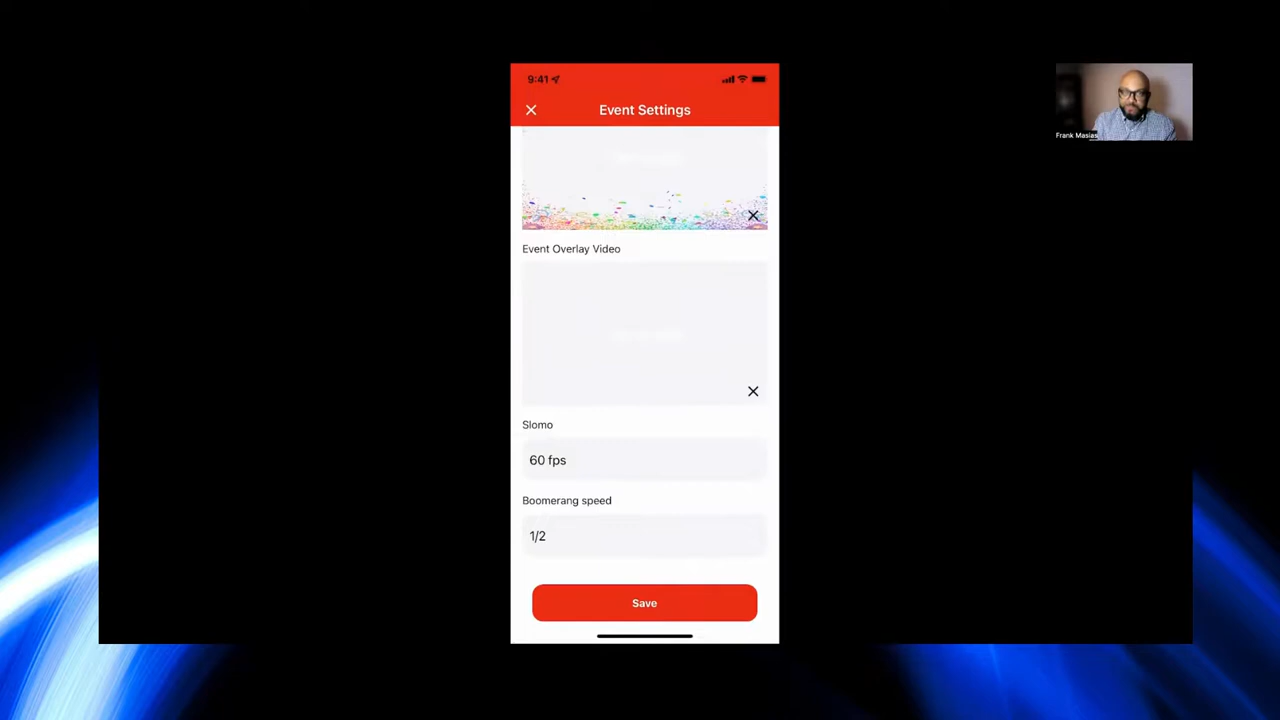 9:41
Event Settings
Event Overlay Video
Slomo
60 fps
Boomerang speed
1/2
Save
Frank Masias